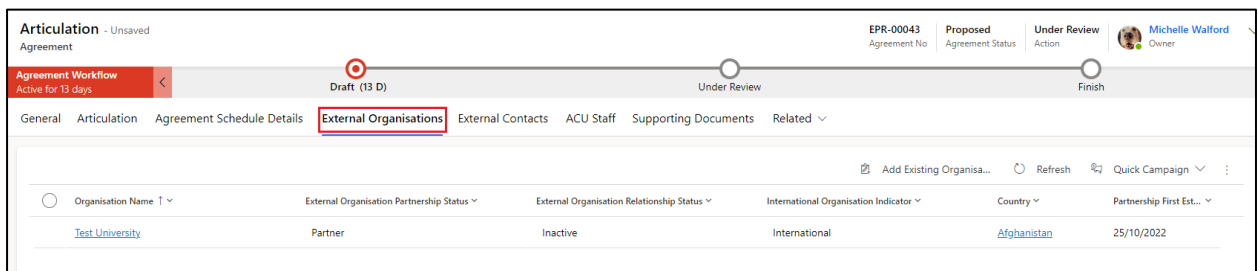 Articulation - Unsaved
Agreement
EPR-00043
Agreement No
Proposed
Agreement Status
Under Review
Action
Michelle Walford
Owner
Agreement Workflow
Active for 13 days
Draft (13 D)
Under Review
Finish
General Articulation Agreement Schedule Details External Organisations External Contacts ACU Staff Supporting Documents Related
Add Existing Organisa... Refresh Quick Campaign
Organisation Name External Organisation Partnership Status External Organisation Relationship Status International Organisation Indicator Country Partnership First Est...
Test University Partner Inactive International Afghanistan 25/10/2022